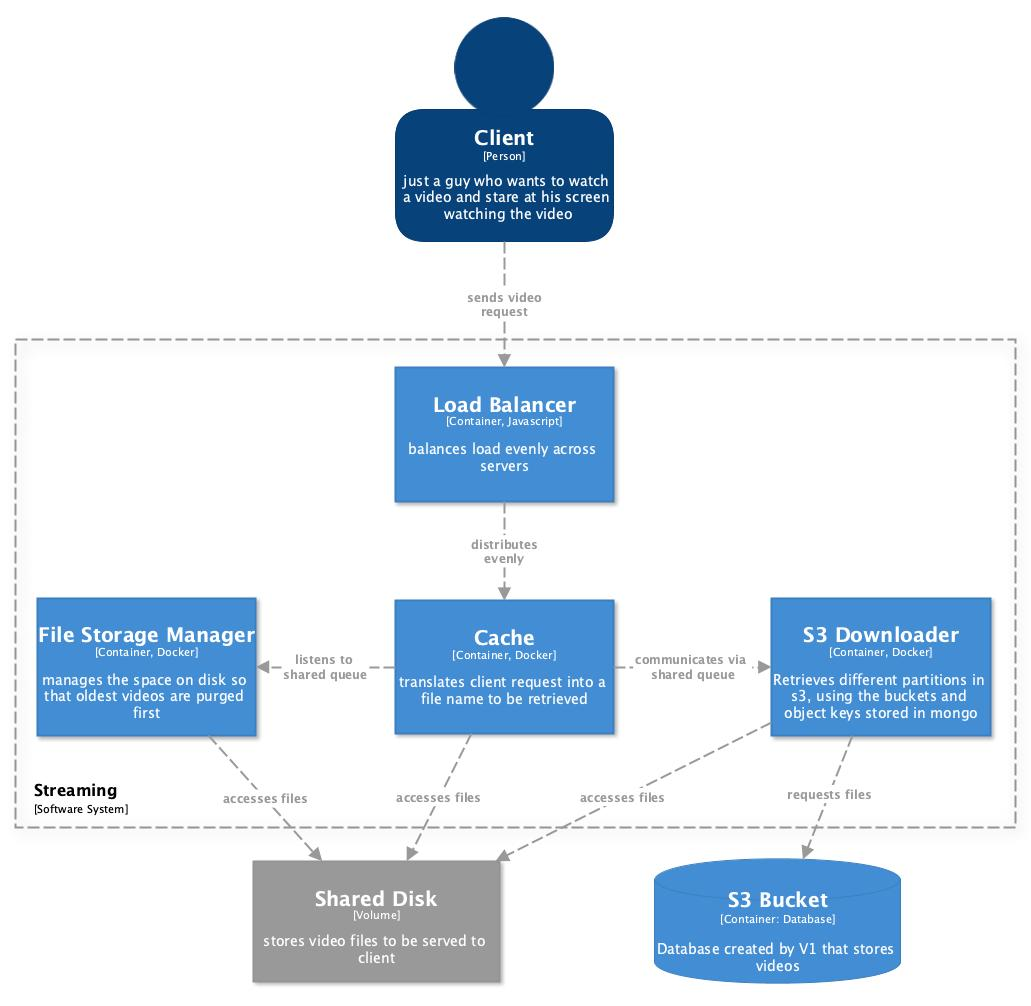 Client
[Person]
just a guy who wants to watch
a video and stare at his screen
watching the video
sends video
request
Load Balancer
[Container, Javascript]
balances load evenly across
servers
distributes
evenly
File Storage Manager
[Container, Docker]
manages the space on disk so
that oldest videos are purged
first
listens to
shared queue
Cache
[Container, Docker]
translates client request into a
file name to be retrieved
communicates via
shared queue
S3 Downloader
[Container, Docker]
Retrieves different partitions in
s3, using the buckets and
object keys stored in mongo
Streaming
[Software System]
accesses files
accesses files
accesses files
requests files
Shared Disk
[Volume]
stores video files to be served to
client
S3 Bucket
[Container: Database]
Database created by V1 that stores
videos